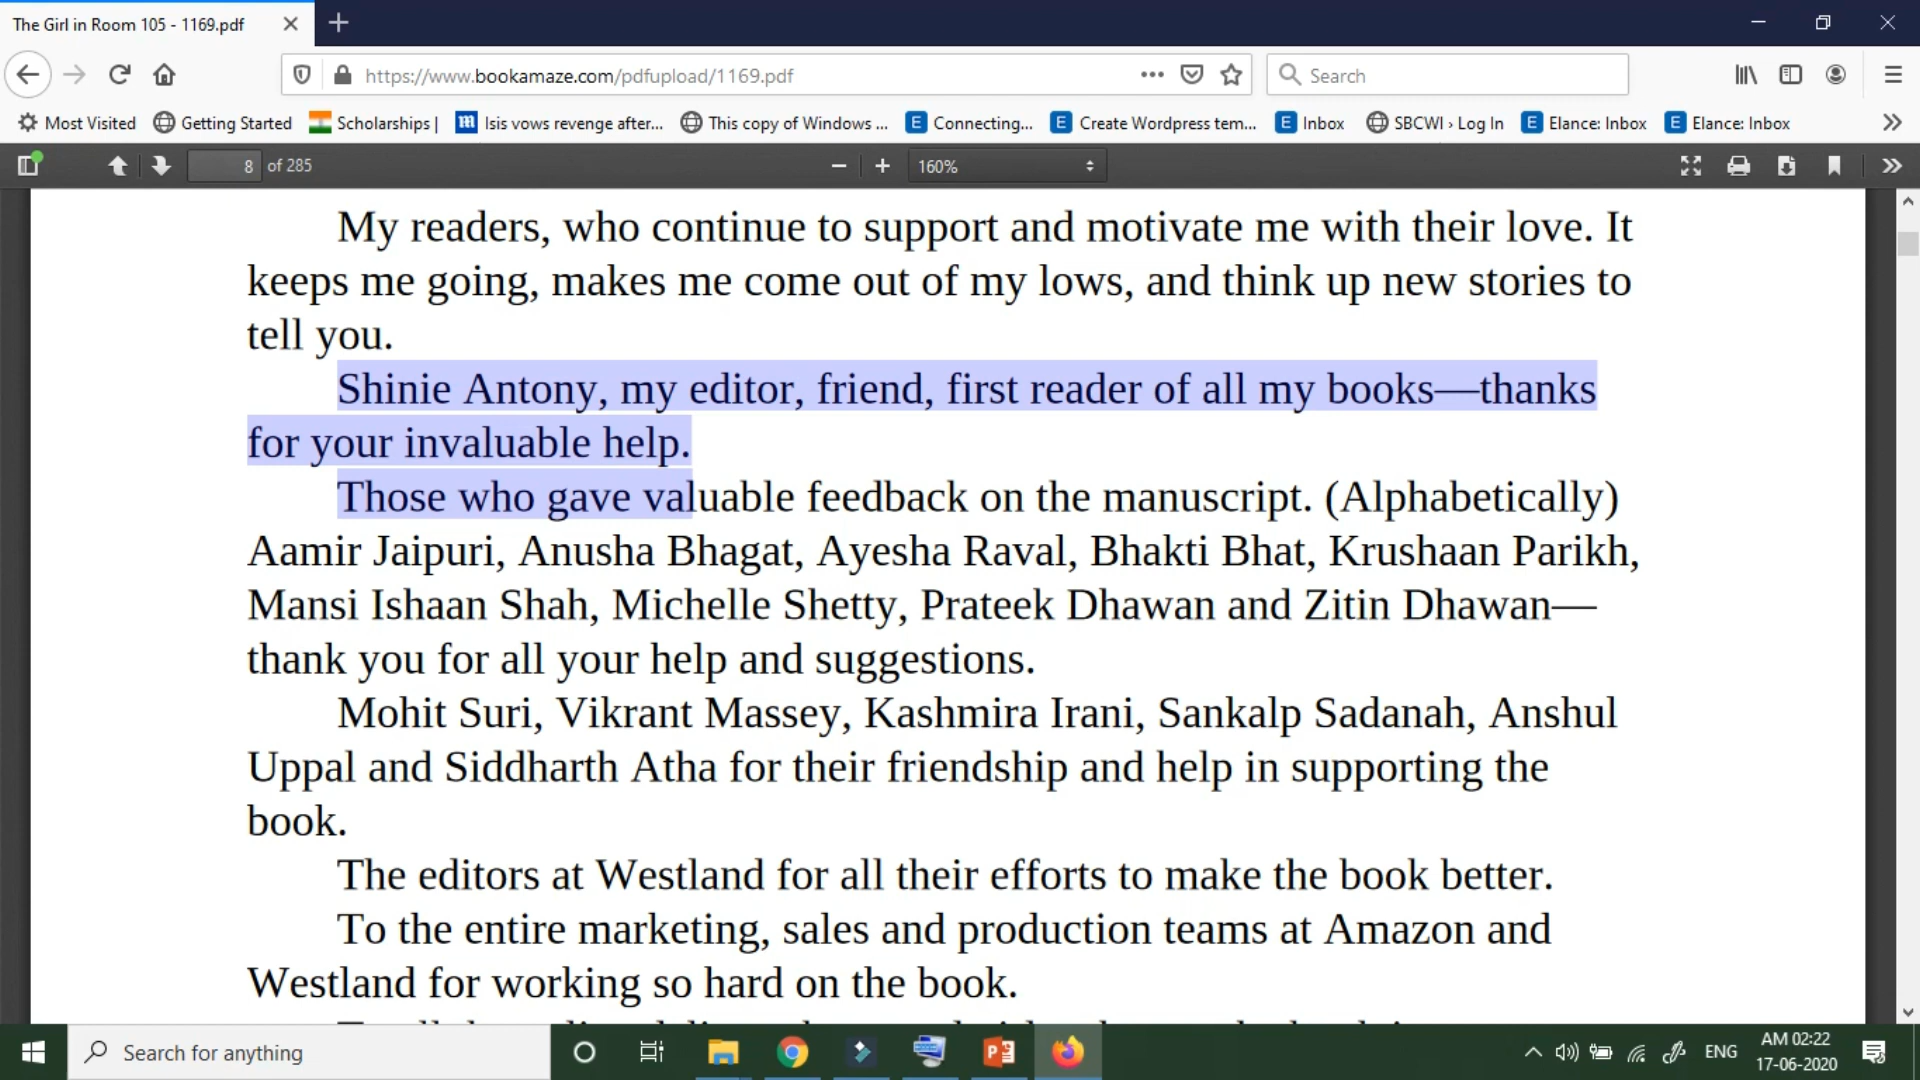 The Girl in Room 105 - 1169.pdf
https://www.bookamaze.com/pdfupload/1169.pdf
Search
Most Visited Getting Started Scholarships | Isis vows revenge after... This copy of Windows ... Connecting... Create Wordpress tem... Inbox SBCWI › Log In Elance: Inbox Elance: Inbox
8 of 285 160%
My readers, who continue to support and motivate me with their love. It
keeps me going, makes me come out of my lows, and think up new stories to
tell you.
Shinie Antony, my editor, friend, first reader of all my books—thanks
for your invaluable help.
Those who gave valuable feedback on the manuscript. (Alphabetically)
Aamir Jaipuri, Anusha Bhagat, Ayesha Raval, Bhakti Bhat, Krushaan Parikh,
Mansi Ishaan Shah, Michelle Shetty, Prateek Dhawan and Zitin Dhawan—
thank you for all your help and suggestions.
Mohit Suri, Vikrant Massey, Kashmira Irani, Sankalp Sadanah, Anshul
Uppal and Siddharth Atha for their friendship and help in supporting the
book.
The editors at Westland for all their efforts to make the book better.
To the entire marketing, sales and production teams at Amazon and
Westland for working so hard on the book.
Search for anything
ENG
AM 02:22
17-06-2020